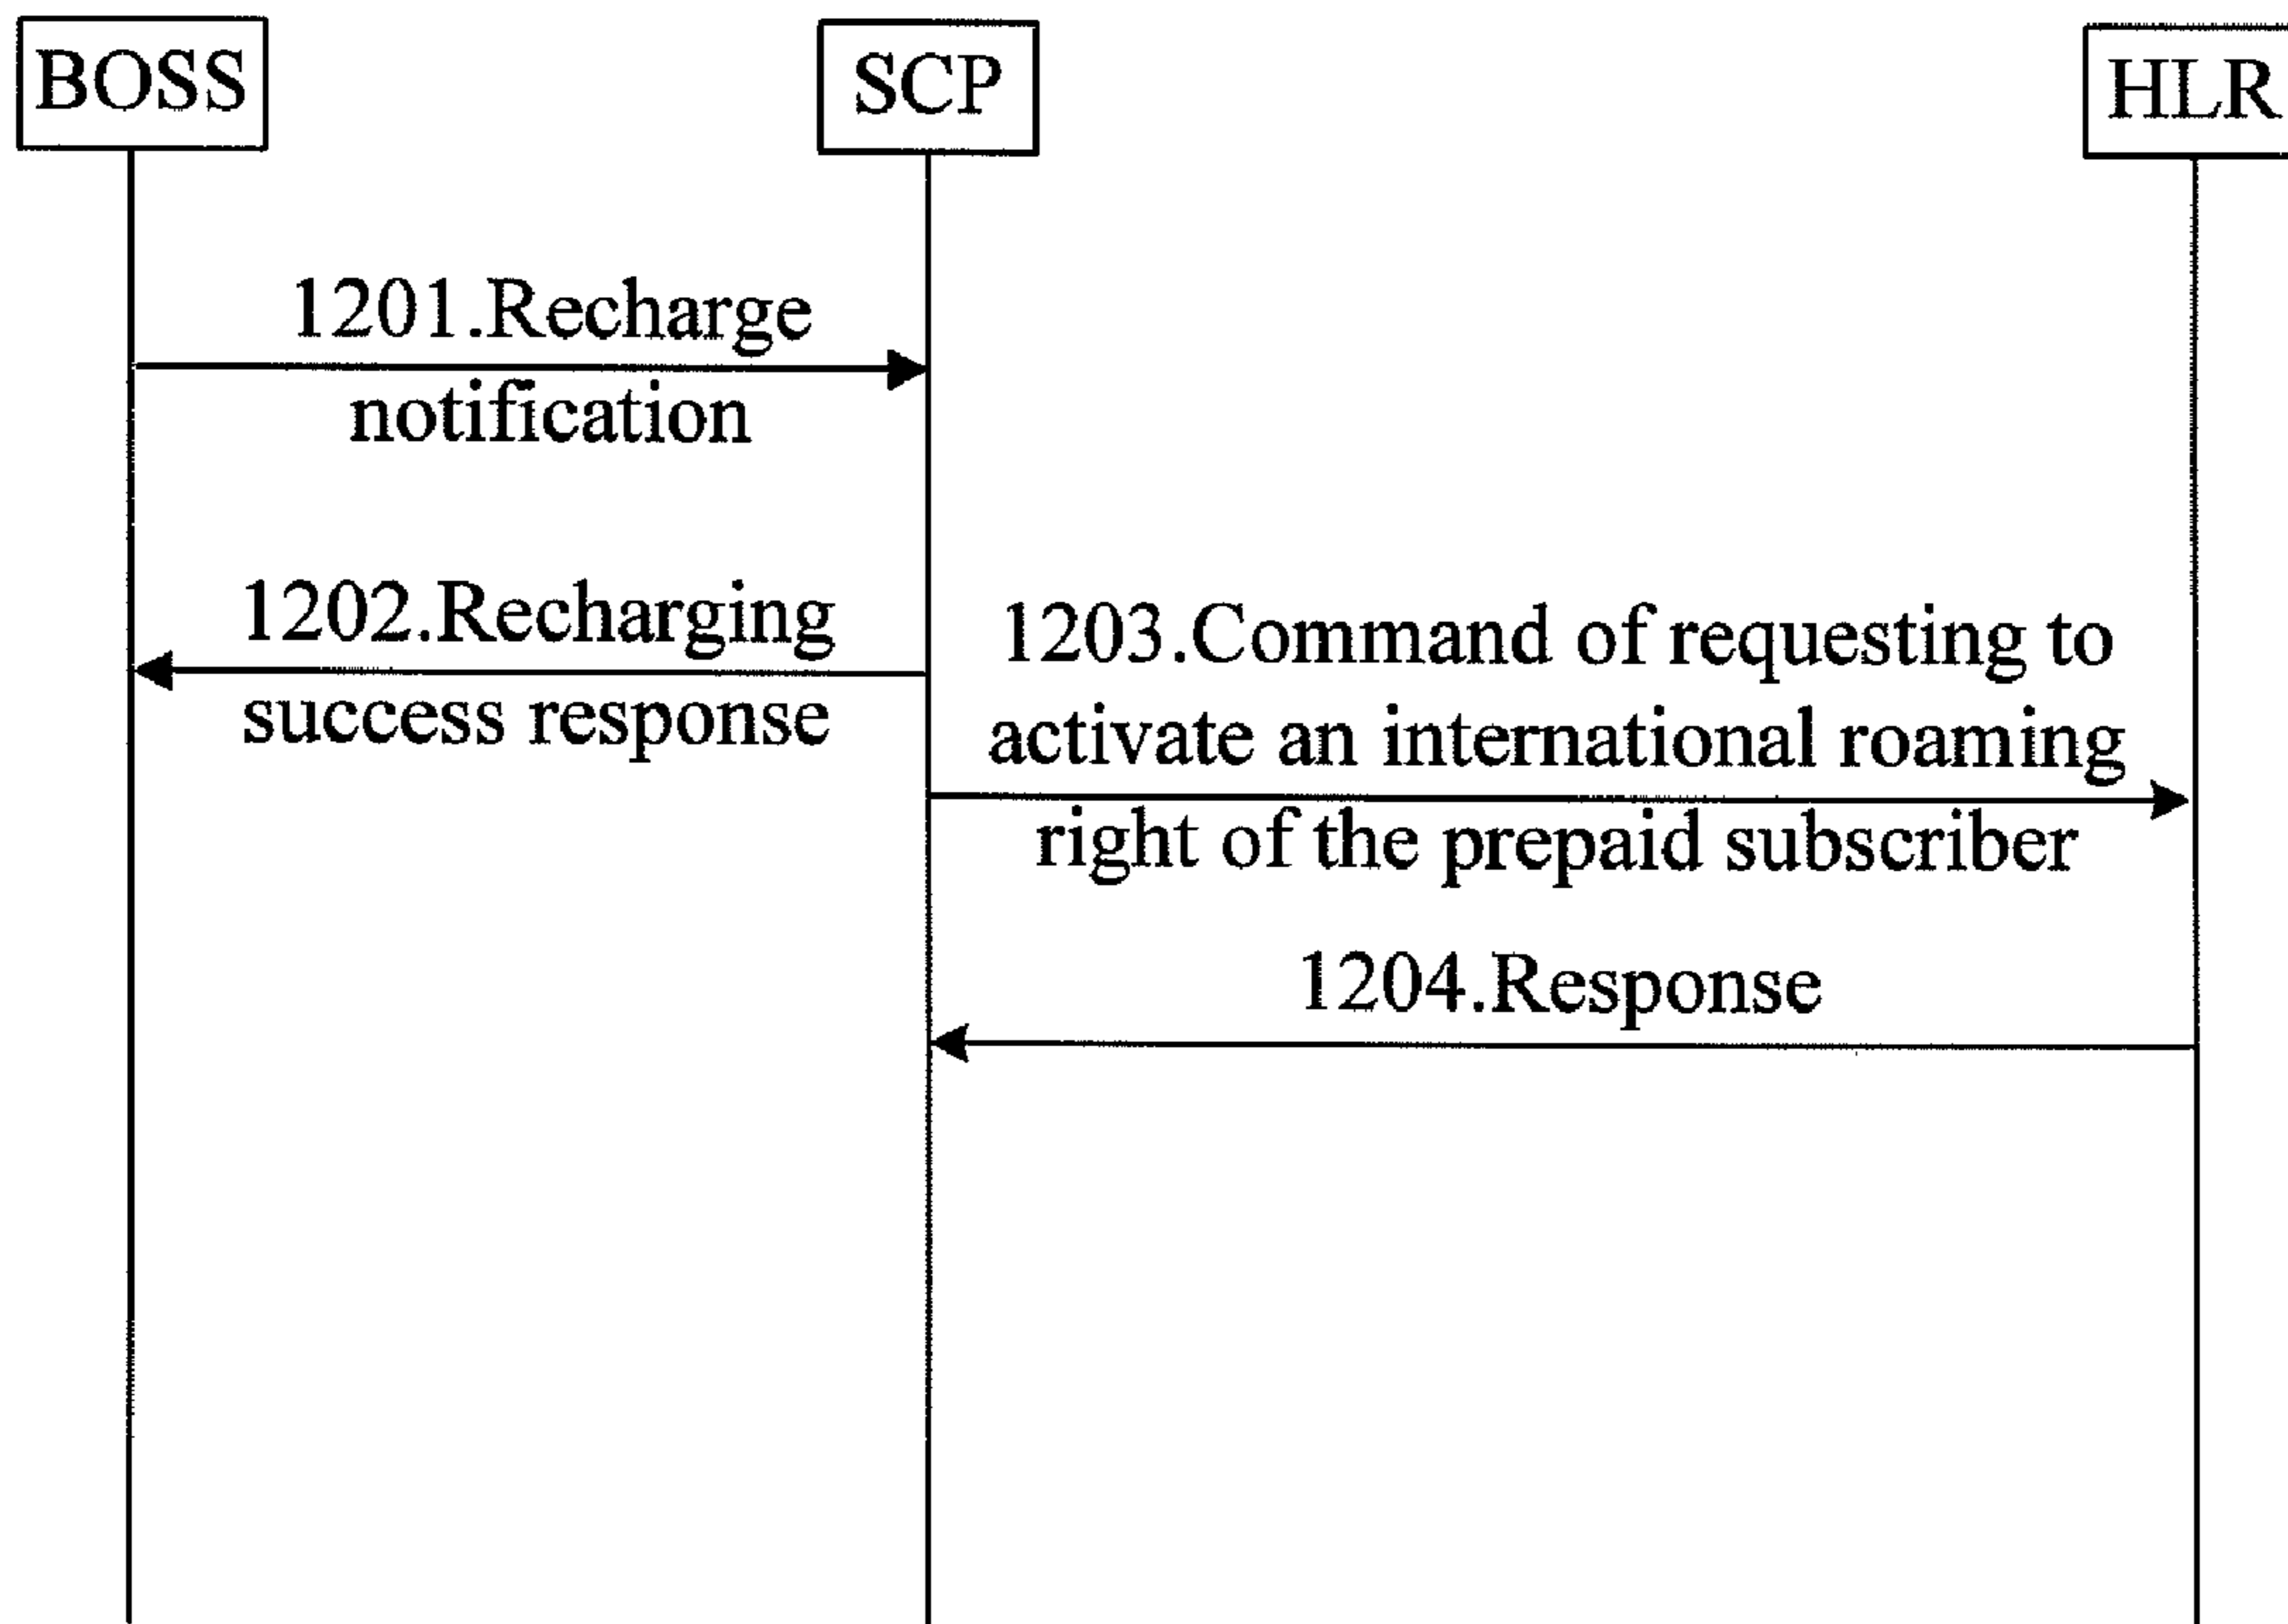 BOSS
SCP
HLR
1201.Recharge
notification
1202.Recharging
success response
1203.Command of requesting to
activate an international roaming
right of the prepaid subscriber
1204.Response